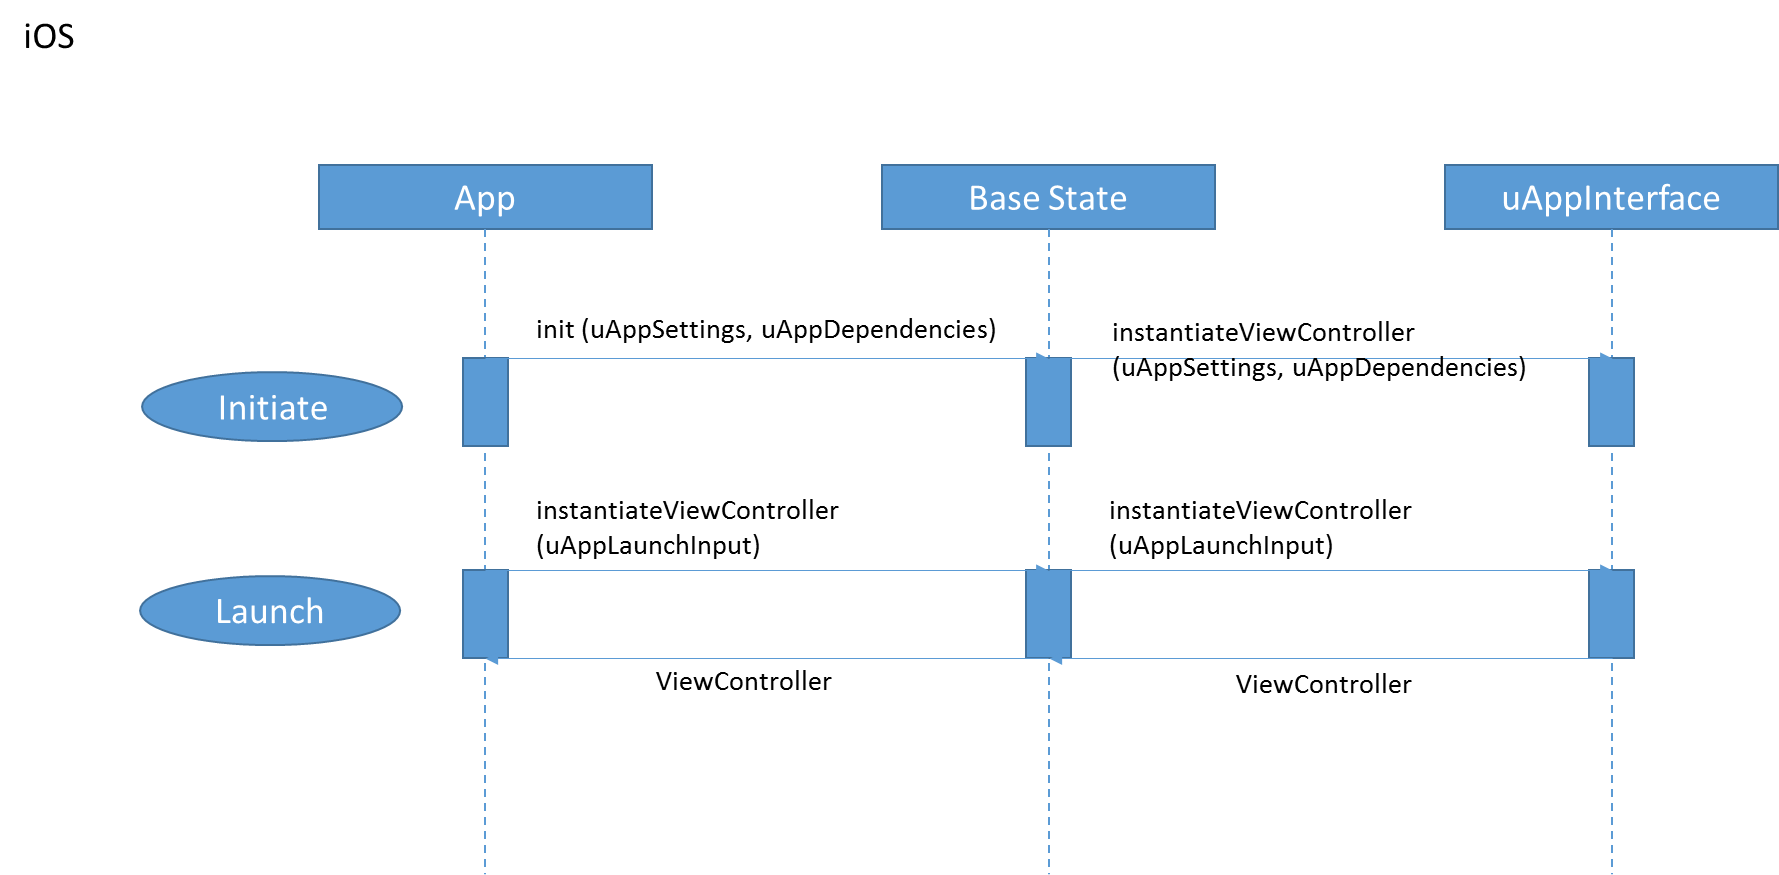 iOS
App
Base State
uAppInterface
init (uAppSettings, uAppDependencies)
instantiateViewController
(uAppSettings, uAppDependencies)
Initiate
instantiateViewController
(uAppLaunchInput)
instantiateViewController
(uAppLaunchInput)
Launch
ViewController
ViewController